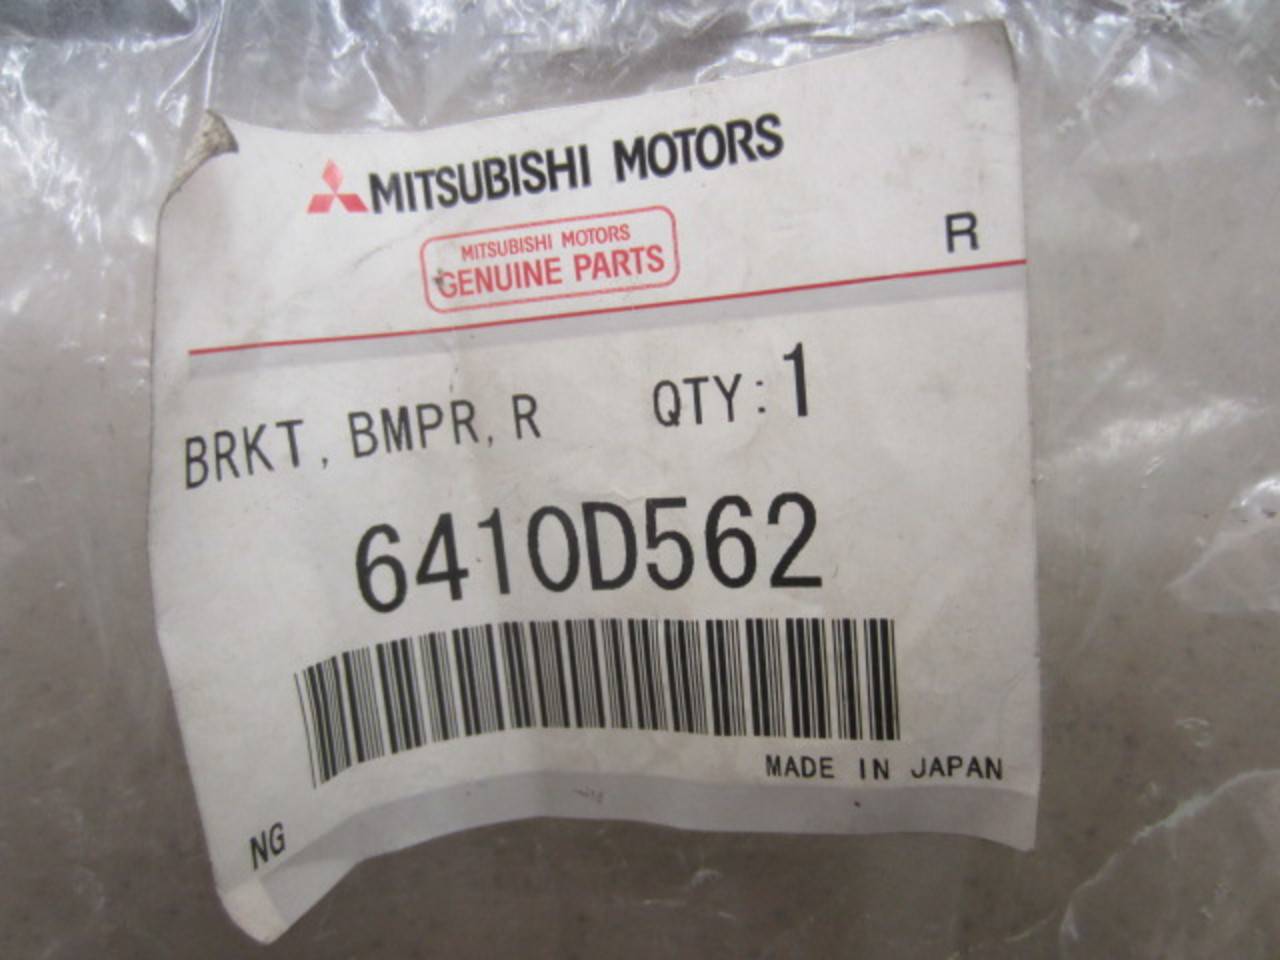 MITSUBISHI MOTORS
MITSUBISHI MOTORS
GENUINE PARTS
R
BRKT, BMPR, R QTY: 1
6410D562
MADE IN JAPAN
NG